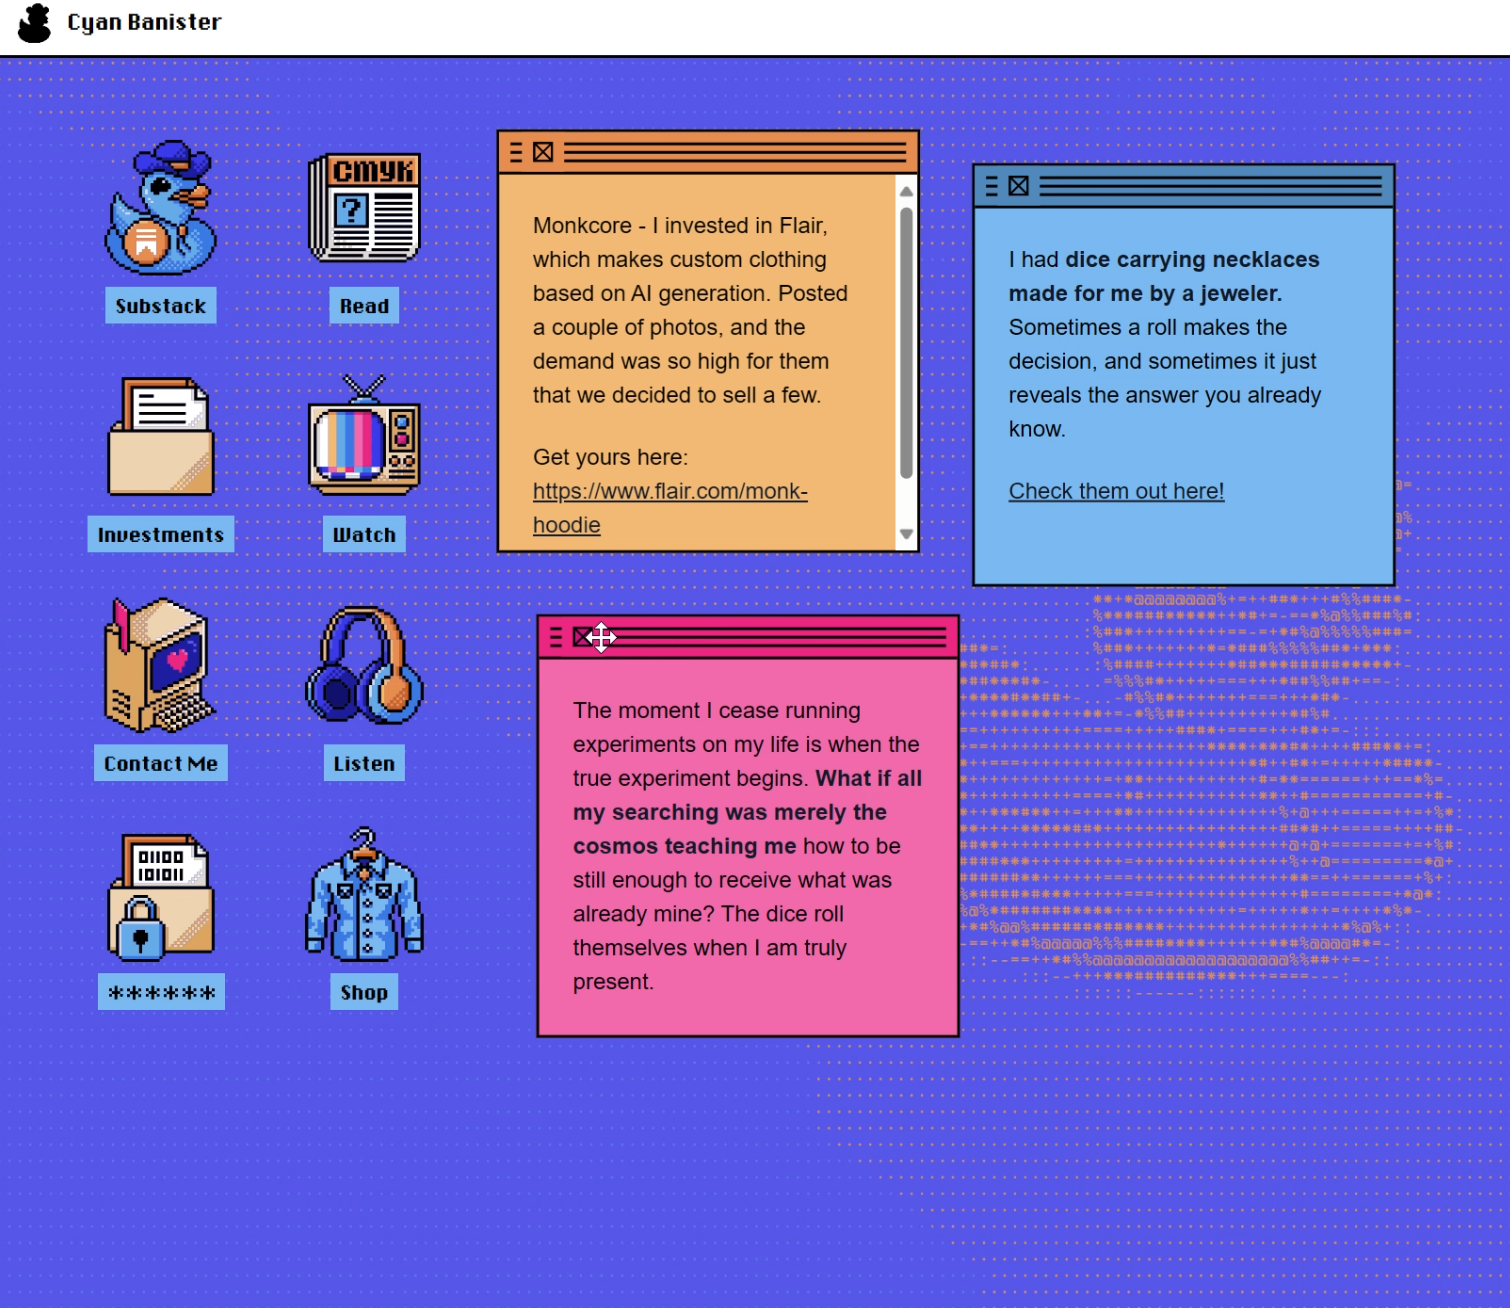 Cyan Banister
Substack
CMYK
?
Read
Investments
Watch
Contact Me
Listen
01100
101011
******
Shop
Monkcore - I invested in Flair,
which makes custom clothing
based on AI generation. Posted
a couple of photos, and the
demand was so high for them
that we decided to sell a few.
Get yours here:
https://www.flair.com/monk-
hoodie
I had dice carrying necklaces
made for me by a jeweler.
Sometimes a roll makes the
decision, and sometimes it just
reveals the answer you already
know.
Check them out here!
The moment I cease running
experiments on my life is when the
true experiment begins. What if all
my searching was merely the
cosmos teaching me how to be
still enough to receive what was
already mine? The dice roll
themselves when I am truly
present.